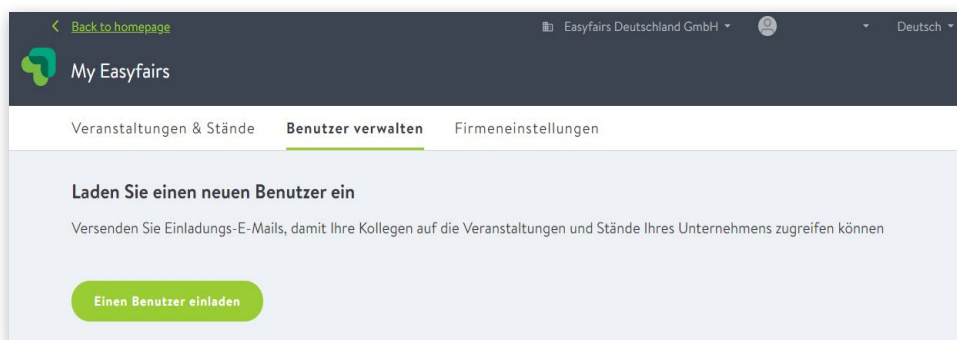 Back to homepage
Easyfairs Deutschland GmbH
Deutsch
My Easyfairs
Veranstaltungen & Stände
Benutzer verwalten
Firmeneinstellungen
Laden Sie einen neuen Benutzer ein
Versenden Sie Einladungs-E-Mails, damit Ihre Kollegen auf die Veranstaltungen und Stände Ihres Unternehmens zugreifen können
Einen Benutzer einladen